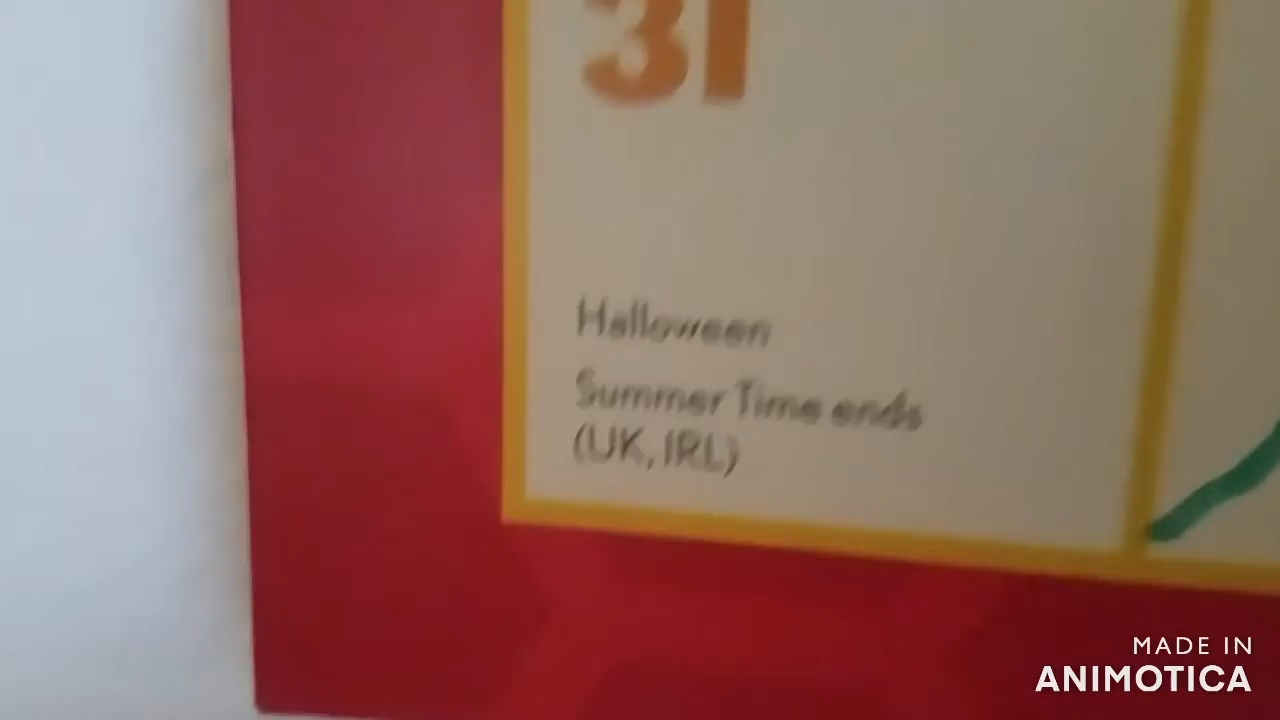 31
Halloween
Summer Time ends
(UK, IRL)
MADE IN
ANIMOTICA